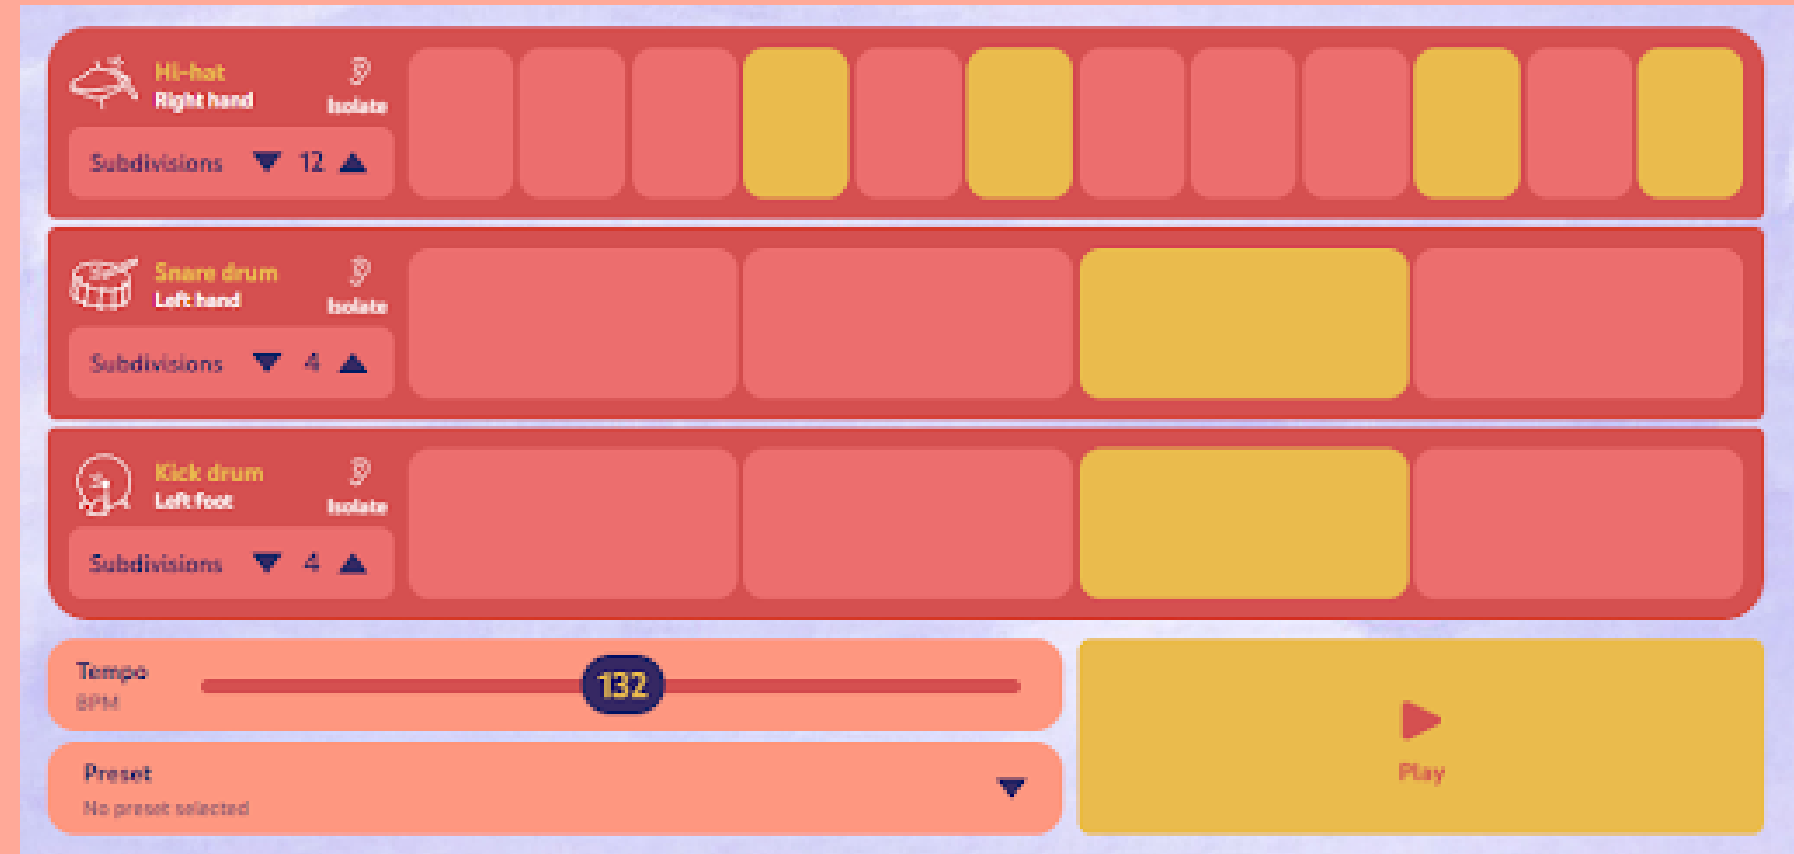 Hi-hat
Right hand
Isolate
Subdivisions 12
Snare drum
Left hand
Isolate
Subdivisions 4
Kick drum
Left foot
Isolate
Subdivisions 4
Tempo
BPM
132
Preset
No preset selected
Play